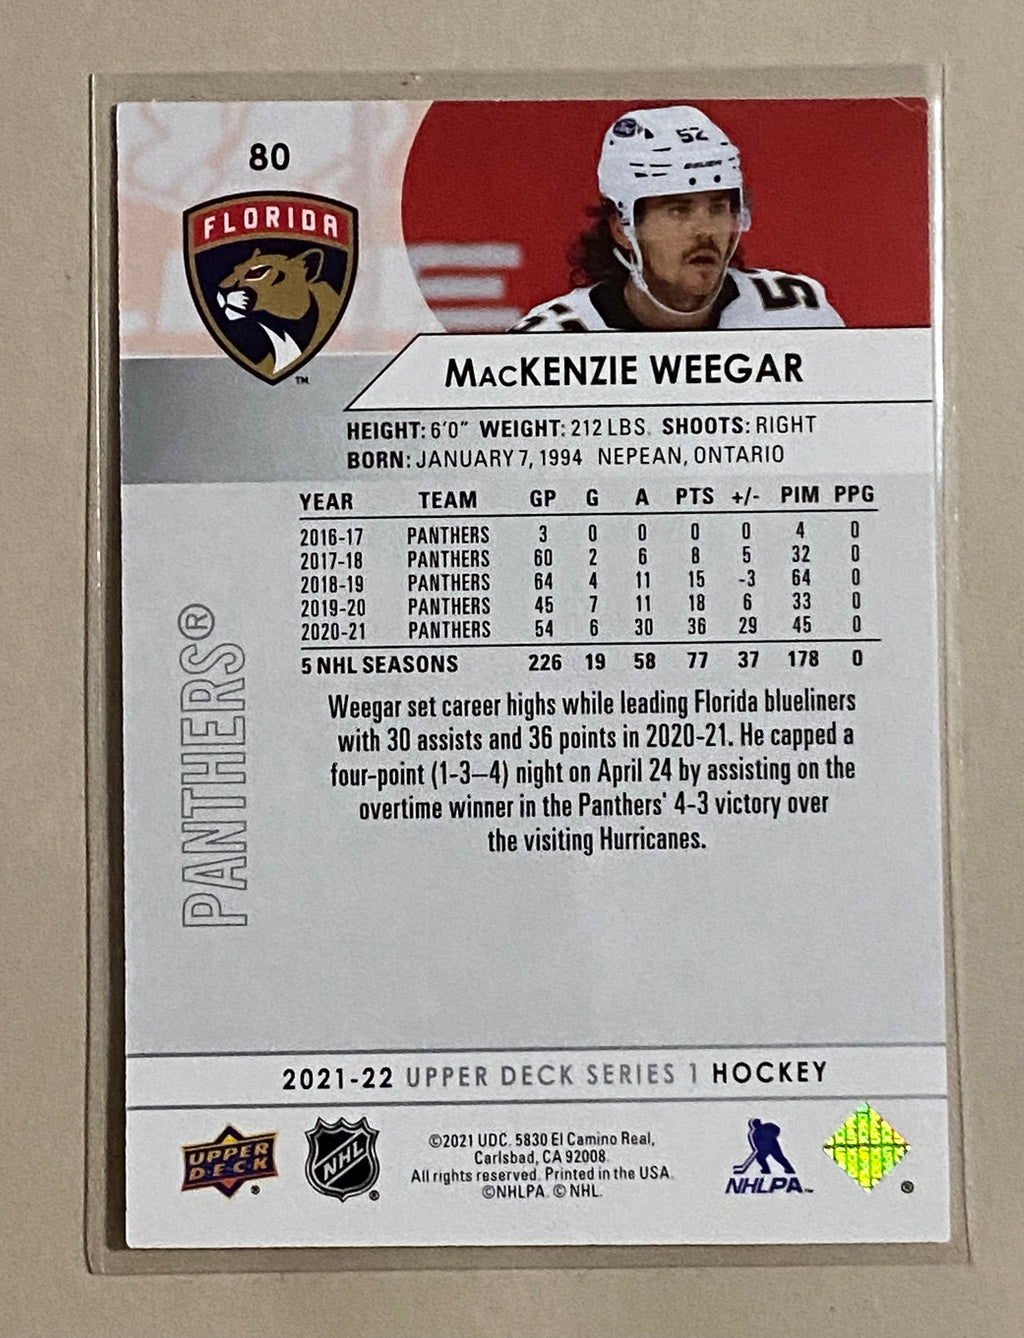 80
FLORIDA
™
52
BAUER
52
MACKENZIE WEEGAR
HEIGHT: 6'0" WEIGHT: 212 LBS. SHOOTS: RIGHT
BORN: JANUARY 7, 1994 NEPEAN, ONTARIO
YEAR TEAM GP G A PTS +/- PIM PPG
2016-17 PANTHERS 3 0 0 0 0 4 0
2017-18 PANTHERS 60 2 6 8 5 32 0
2018-19 PANTHERS 64 4 11 15 -3 64 0
2019-20 PANTHERS 45 7 11 18 6 33 0
2020-21 PANTHERS 54 6 30 36 29 45 0
5 NHL SEASONS 226 19 58 77 37 178 0
PANTHERS®
Weegar set career highs while leading Florida blueliners
with 30 assists and 36 points in 2020-21. He capped a
four-point (1-3—4) night on April 24 by assisting on the
overtime winner in the Panthers' 4-3 victory over
the visiting Hurricanes.
2021-22 UPPER DECK SERIES 1 HOCKEY
UPPER
D·E·C·K
®
NHL
®
©2021 UDC. 5830 El Camino Real,
Carlsbad, CA 92008.
All rights reserved. Printed in the USA.
©NHLPA. © NHL.
NHLPA™
®